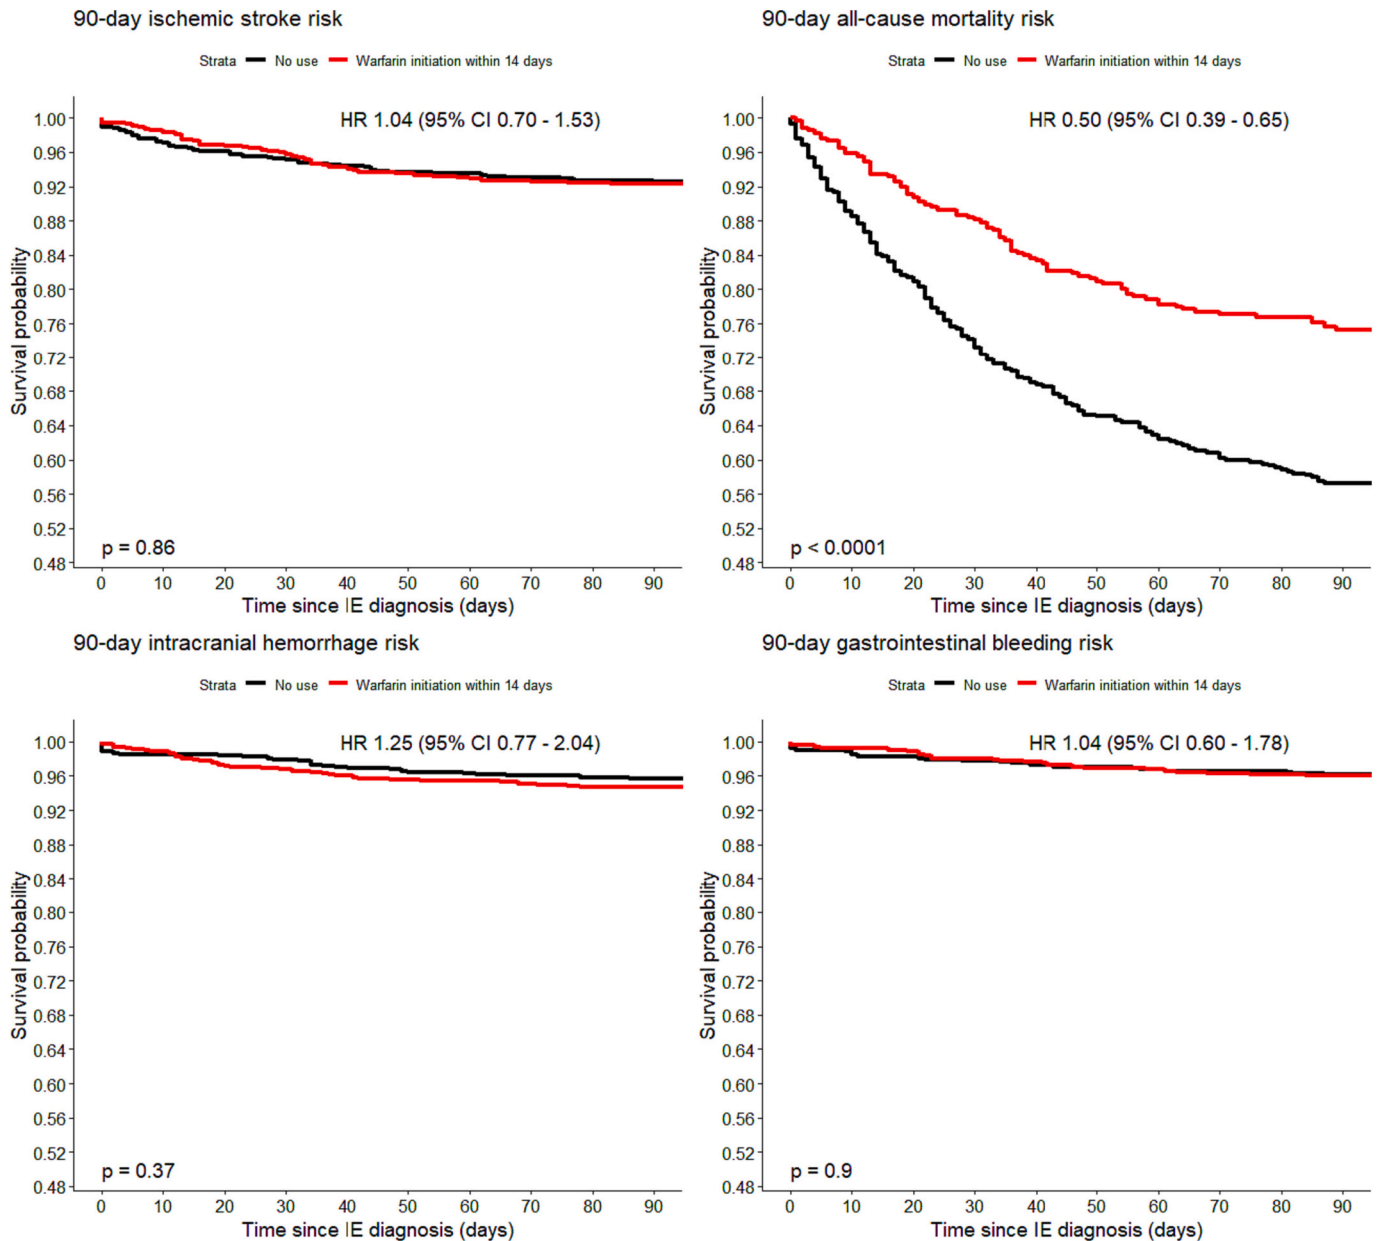 90-day ischemic stroke risk
Strata No use Warfarin initiation within 14 days
HR 1.04 (95% CI 0.70 - 1.53)
Survival probability
1.00
0.96
0.92
0.88
0.84
0.80
0.76
0.72
0.68
0.64
0.60
0.56
0.52
0.48
p = 0.86
0 10 20 30 40 50 60 70 80 90
Time since IE diagnosis (days)
90-day all-cause mortality risk
Strata No use Warfarin initiation within 14 days
HR 0.50 (95% CI 0.39 - 0.65)
Survival probability
1.00
0.96
0.92
0.88
0.84
0.80
0.76
0.72
0.68
0.64
0.60
0.56
0.52
0.48
p < 0.0001
0 10 20 30 40 50 60 70 80 90
Time since IE diagnosis (days)
90-day intracranial hemorrhage risk
Strata No use Warfarin initiation within 14 days
HR 1.25 (95% CI 0.77 - 2.04)
Survival probability
1.00
0.96
0.92
0.88
0.84
0.80
0.76
0.72
0.68
0.64
0.60
0.56
0.52
0.48
p = 0.37
0 10 20 30 40 50 60 70 80 90
Time since IE diagnosis (days)
90-day gastrointestinal bleeding risk
Strata No use Warfarin initiation within 14 days
HR 1.04 (95% CI 0.60 - 1.78)
Survival probability
1.00
0.96
0.92
0.88
0.84
0.80
0.76
0.72
0.68
0.64
0.60
0.56
0.52
0.48
p = 0.9
0 10 20 30 40 50 60 70 80 90
Time since IE diagnosis (days)